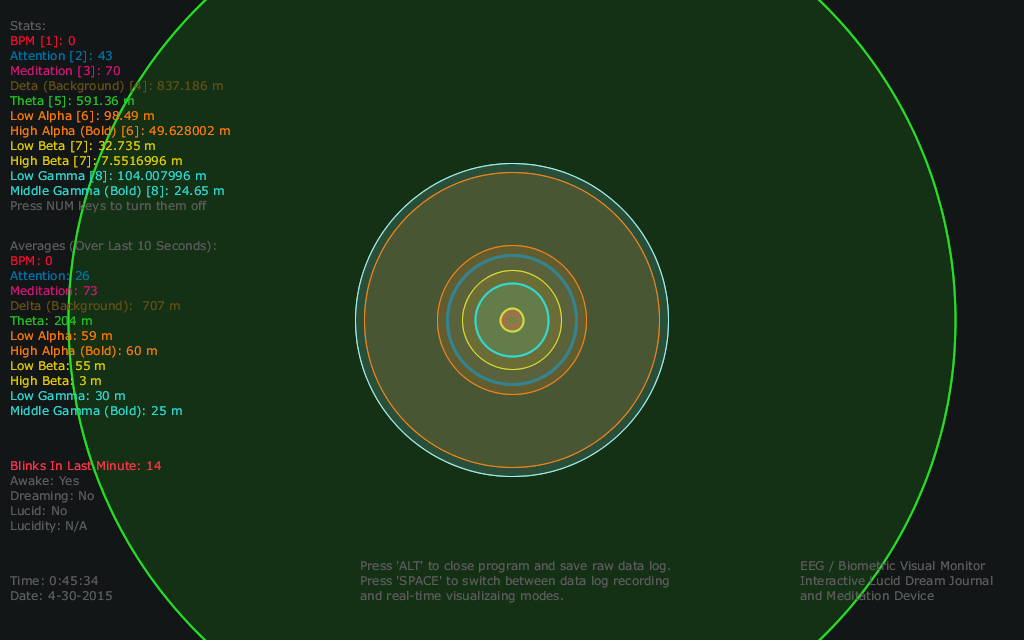 Stats:
BPM [1]: 0
Attention [2]: 43
Meditation [3]: 70
Deta (Background) [4]: 837.186 m
Theta [5]: 591.36 m
Low Alpha [6]: 98.49 m
High Alpha (Bold) [6]: 49.628002 m
Low Beta [7]: 32.735 m
High Beta [7]: 7.5516996 m
Low Gamma [8]: 104.007996 m
Middle Gamma (Bold) [8]: 24.65 m
Press NUM keys to turn them off
Averages (Over Last 10 Seconds):
BPM: 0
Attention: 26
Meditation: 73
Delta (Background): 707 m
Theta: 204 m
Low Alpha: 59 m
High Alpha (Bold): 60 m
Low Beta: 55 m
High Beta: 3 m
Low Gamma: 30 m
Middle Gamma (Bold): 25 m
Blinks In Last Minute: 14
Awake: Yes
Dreaming: No
Lucid: No
Lucidity: N/A
Time: 0:45:34
Date: 4-30-2015
Press 'ALT' to close program and save raw data log.
Press 'SPACE' to switch between data log recording
and real-time visualizaing modes.
EEG / Biometric Visual Monitor
Interactive Lucid Dream Journal
and Meditation Device